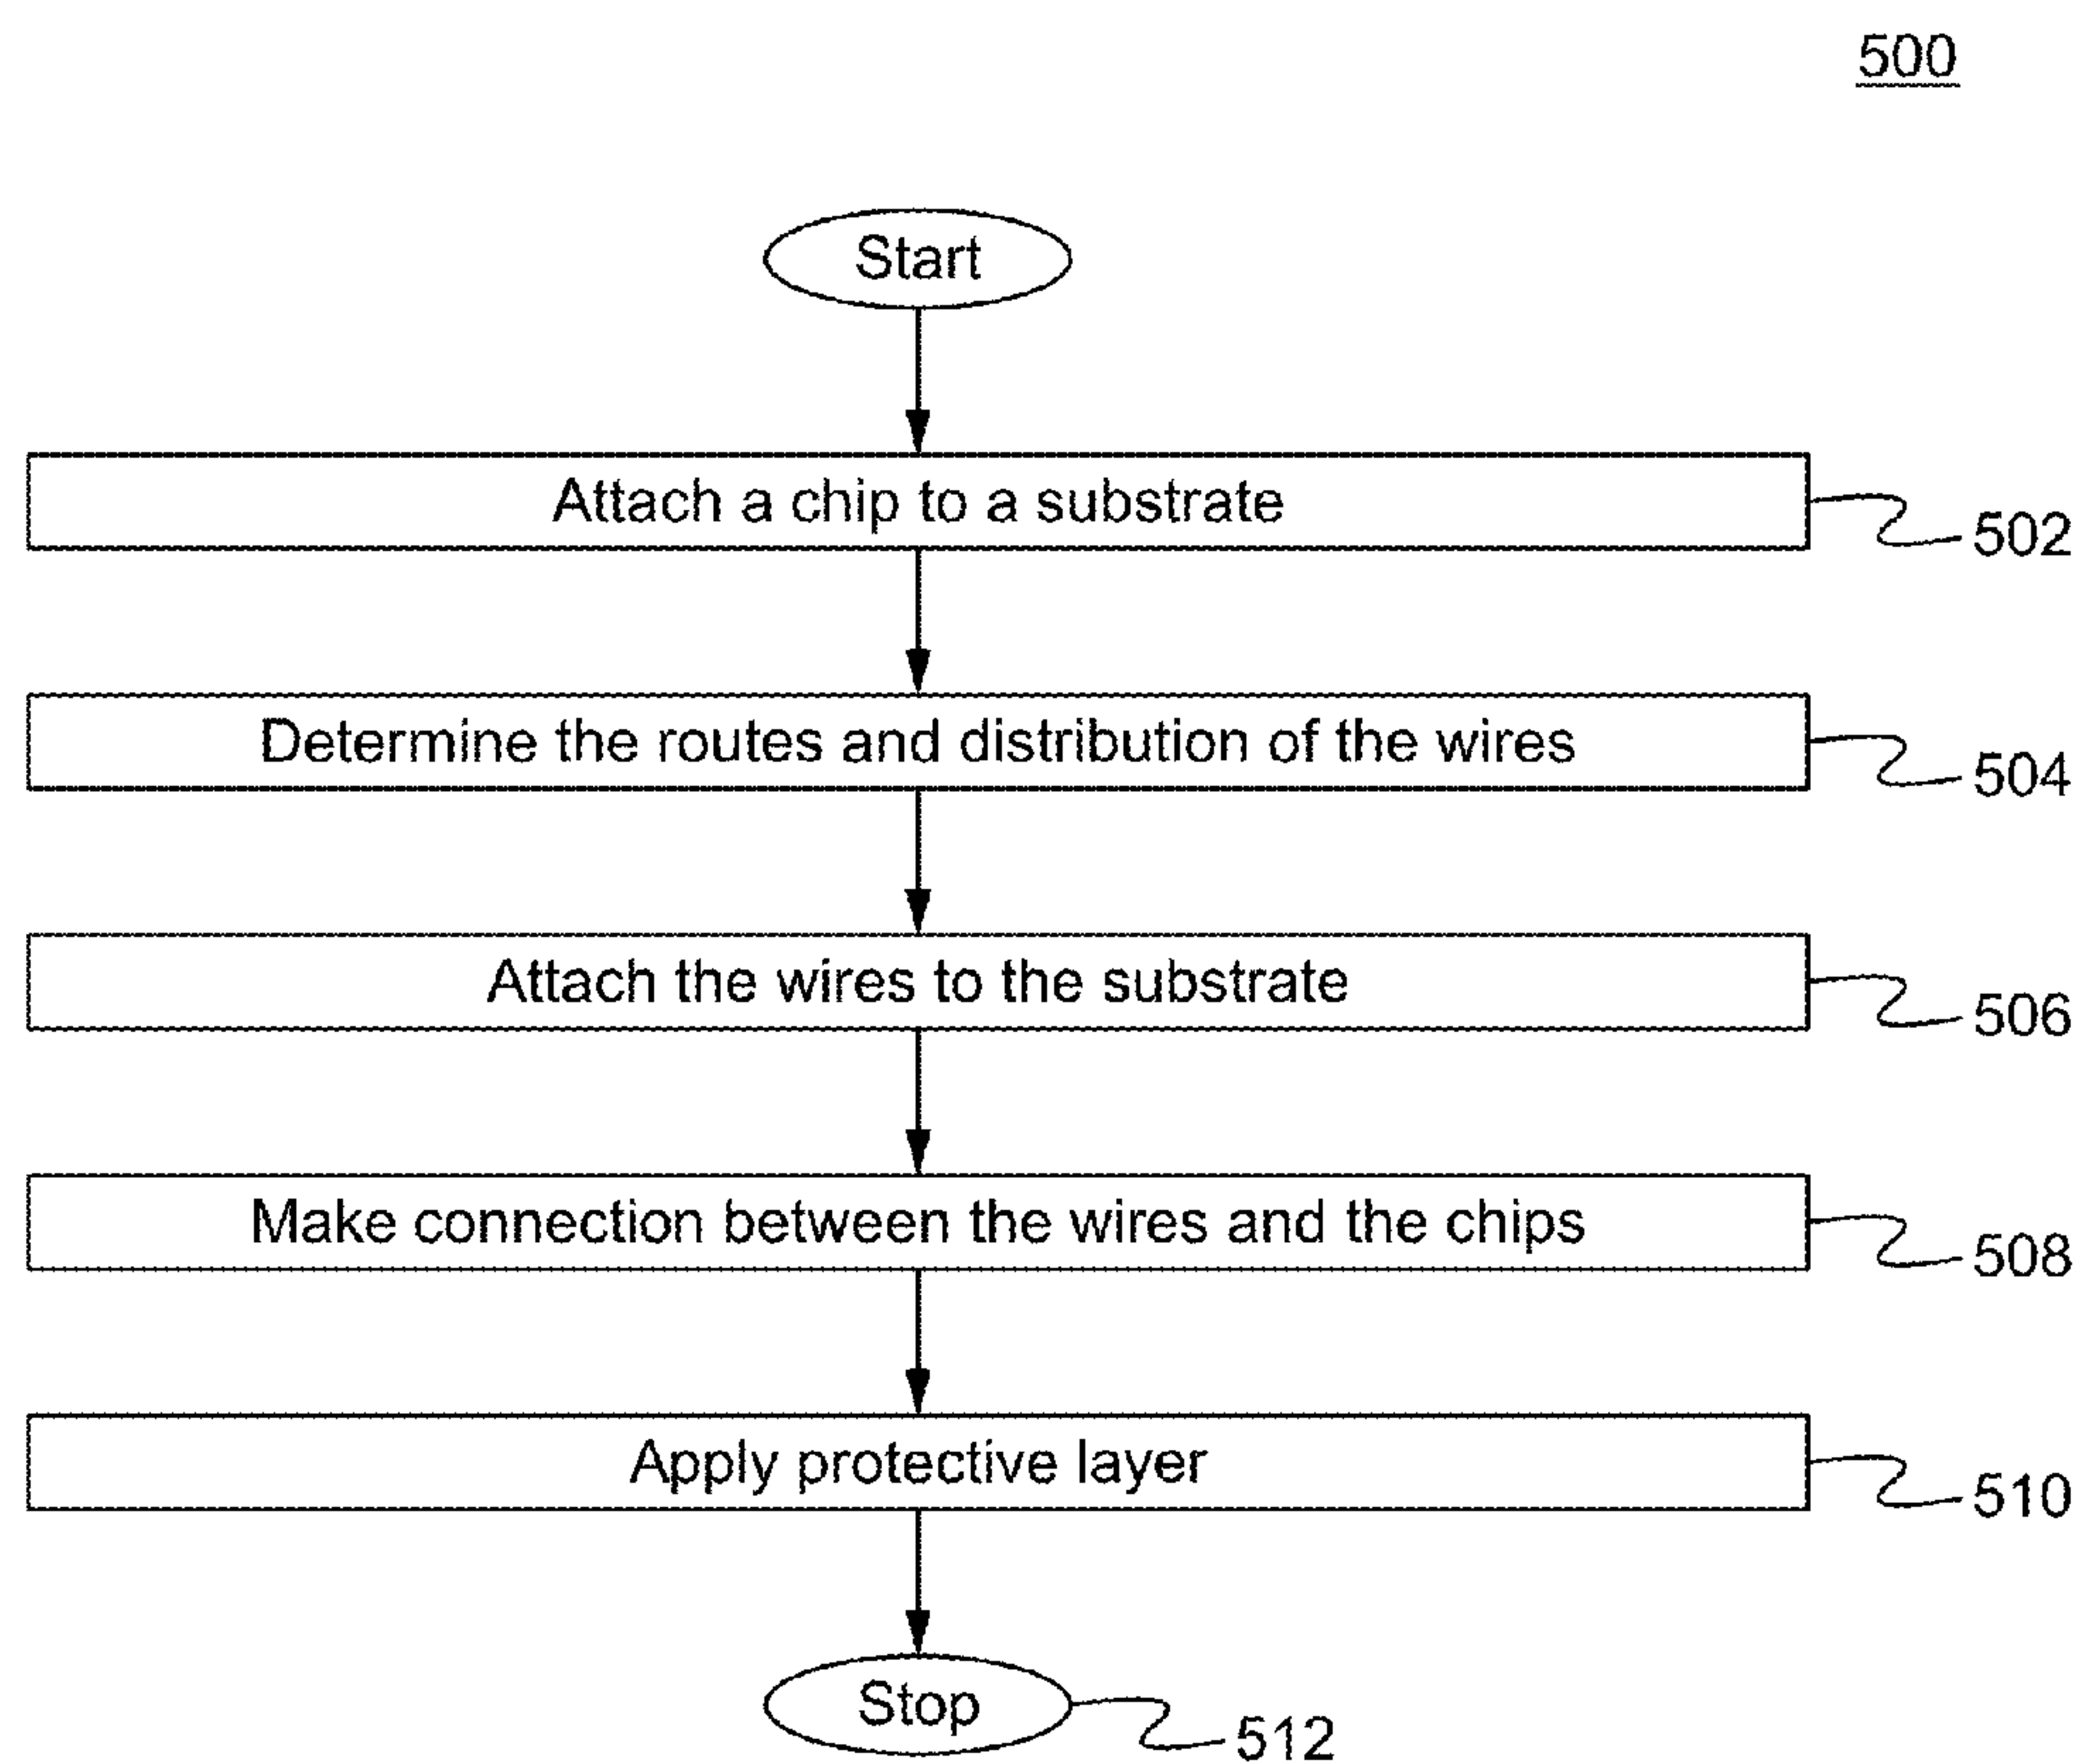 500
Start
Attach a chip to a substrate
502
Determine the routes and distribution of the wires
504
Attach the wires to the substrate
506
Make connection between the wires and the chips
508
Apply protective layer
510
Stop
512